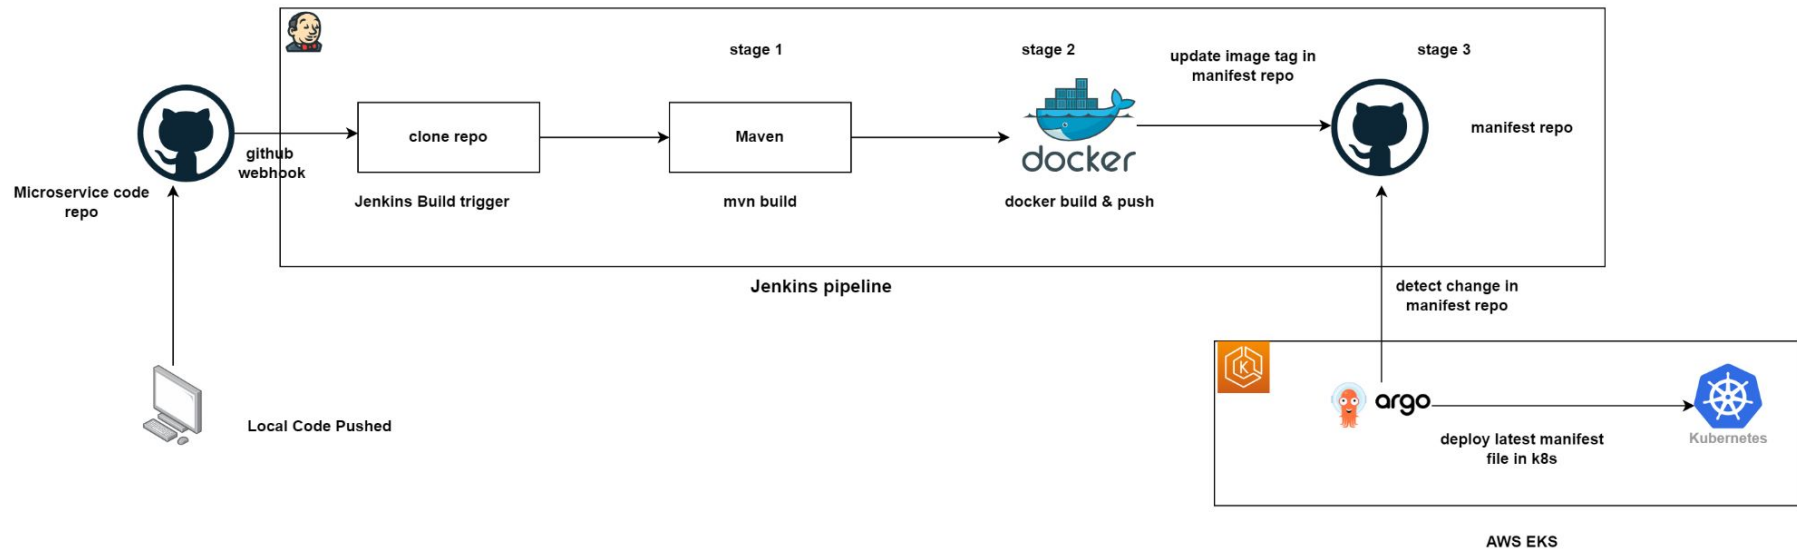 stage 1
stage 2
update image tag in
manifest repo
stage 3
clone repo
Maven
docker
manifest repo
github
webhook
Microservice code
repo
Jenkins Build trigger
mvn build
docker build & push
Jenkins pipeline
detect change in
manifest repo
K
argo
Local Code Pushed
deploy latest manifest
file in k8s
Kubernetes
AWS EKS